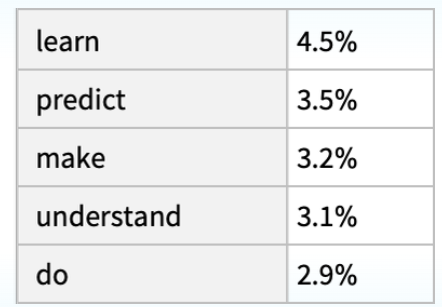 learn 4.5%
predict 3.5%
make 3.2%
understand 3.1%
do 2.9%